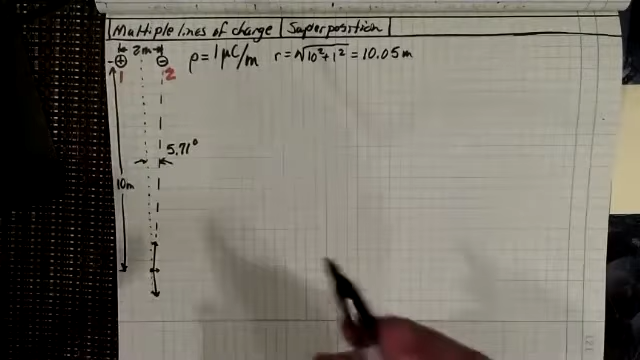 Multiple lines of charge | Superposition
2m
+ − ρ = 1 μC/m r = √10² + 1² = 10.05 m
1 2
5.71°
10m